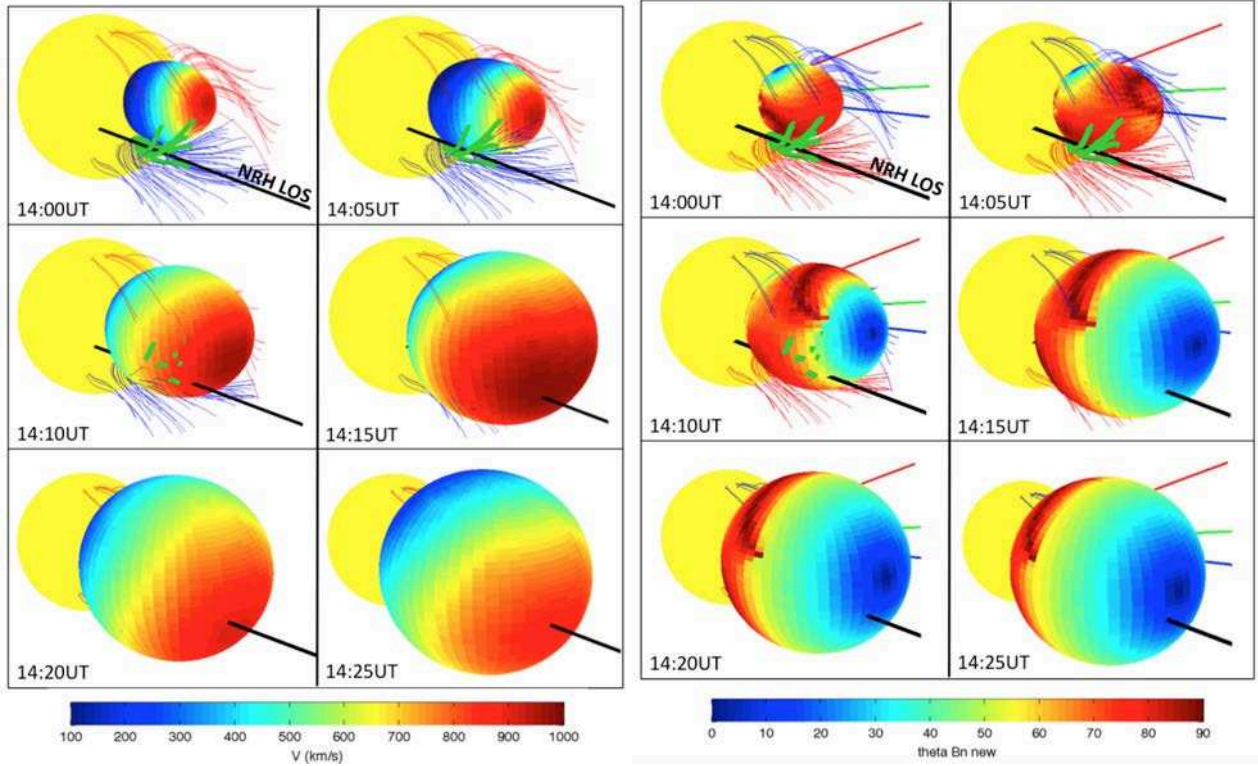 NRH LOS
14:00UT
14:05UT
14:10UT
14:15UT
14:20UT
14:25UT
100 200 300 400 500 600 700 800 900 1000
V (km/s)
NRH LOS
14:00UT
14:05UT
14:10UT
14:15UT
14:20UT
14:25UT
0 10 20 30 40 50 60 70 80 90
theta Bn new